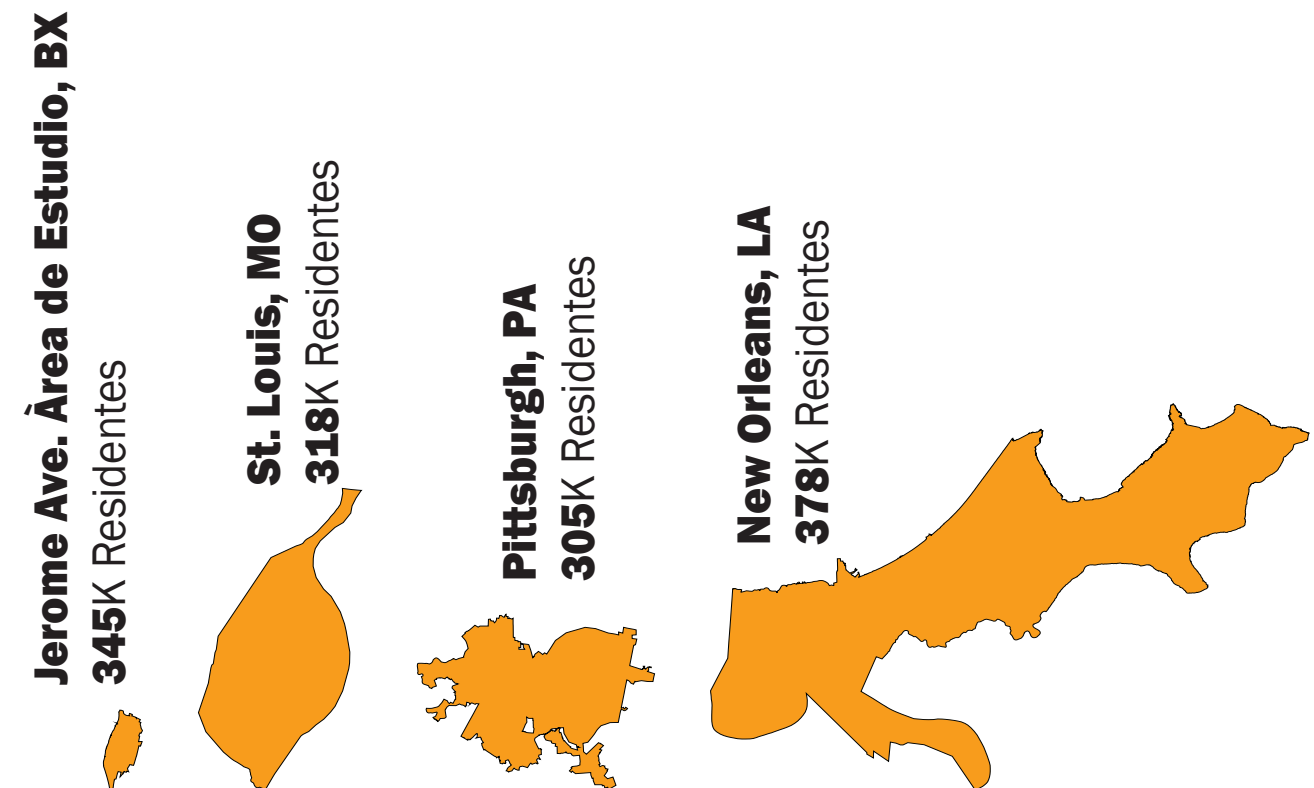 Jerome Ave. Àrea de Estudio, BX
345K Residentes
St. Louis, MO
318K Residentes
Pittsburgh, PA
305K Residentes
New Orleans, LA
378K Residentes